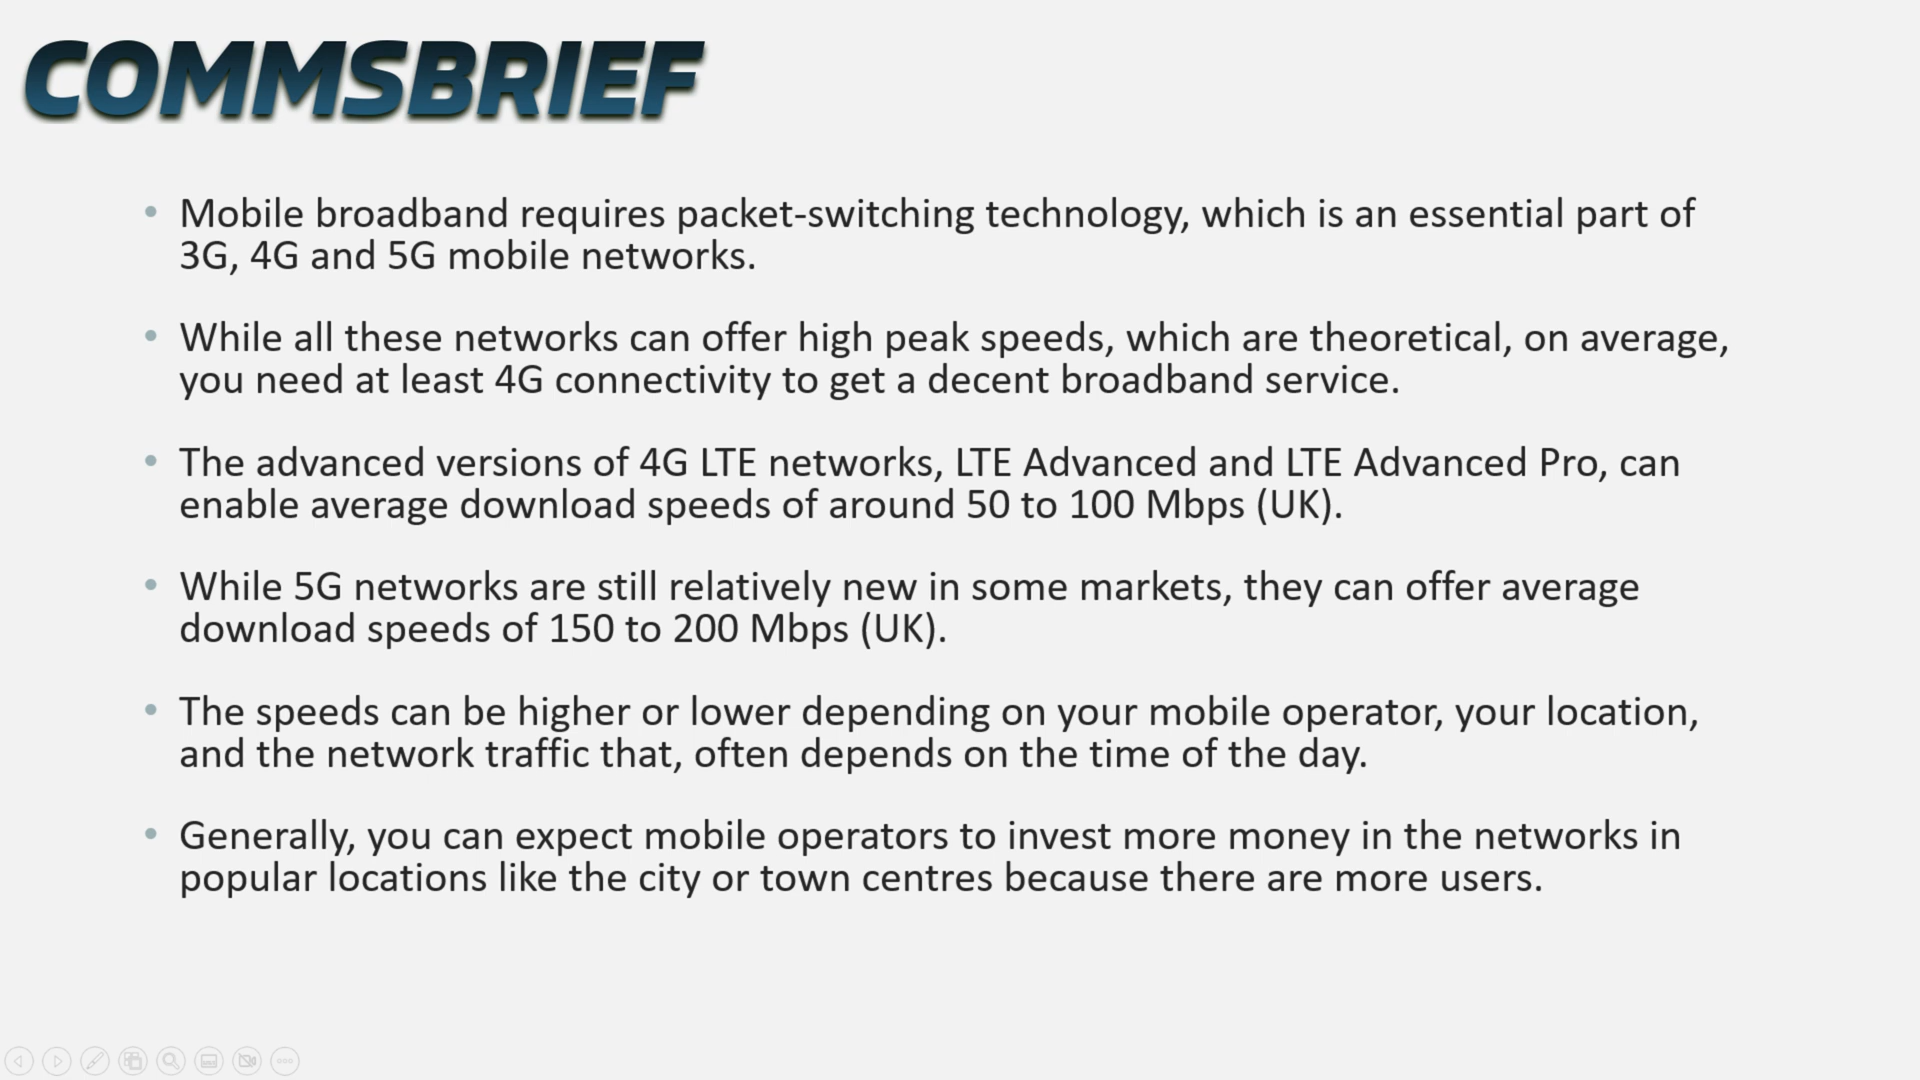 COMMSBRIEF
• Mobile broadband requires packet-switching technology, which is an essential part of
3G, 4G and 5G mobile networks.
• While all these networks can offer high peak speeds, which are theoretical, on average,
you need at least 4G connectivity to get a decent broadband service.
• The advanced versions of 4G LTE networks, LTE Advanced and LTE Advanced Pro, can
enable average download speeds of around 50 to 100 Mbps (UK).
• While 5G networks are still relatively new in some markets, they can offer average
download speeds of 150 to 200 Mbps (UK).
• The speeds can be higher or lower depending on your mobile operator, your location,
and the network traffic that, often depends on the time of the day.
• Generally, you can expect mobile operators to invest more money in the networks in
popular locations like the city or town centres because there are more users.